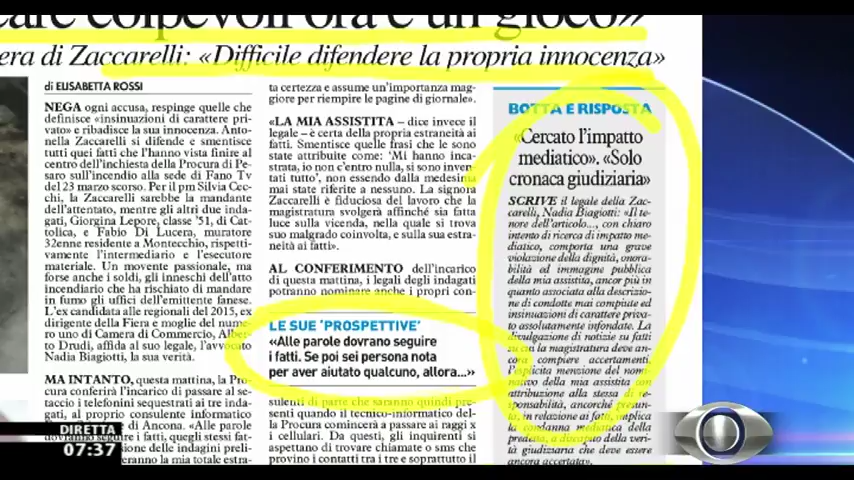 care colpevoli ora è un gioco»
era di Zaccarelli: «Difficile difendere la propria innocenza»
di ELISABETTA ROSSI
NEGA ogni accusa, respinge quelle che
definisce «insinuazioni di carattere pri-
vato» e ribadisce la sua innocenza. Anto-
nella Zaccarelli si difende e smentisce
tutti quei fatti che l'hanno vista finire al
centro dell'inchiesta della Procura di Pe-
saro sull'incendio alla sede di Fano Tv
del 23 marzo scorso. Per il pm Silvia Cec-
chi, la Zaccarelli sarebbe la mandante
dell'attentato, mentre gli altri due inda-
gati, Giorgina Lepore, classe '51, di Cat-
tolica, e Fabio Di Lucera, muratore
32enne residente a Montecchio, rispetti-
vamente l'intermediario e l'esecutore
materiale. Un movente passionale, ma
forse anche i soldi, gli inneschi dell'atto
incendiario che ha rischiato di mandare
in fumo gli uffici dell'emittente fanese.
L'ex candidata alle regionali del 2015, ex
dirigente della Fiera e moglie del nume-
ro uno di Camera di Commercio, Alber-
to Drudi, affida al suo legale, l'avvocato
Nadia Biagiotti, la sua verità.
MA INTANTO, questa mattina, la Pro-
cura conferirà l'incarico di passare al se-
taccio i telefonini sequestrati ai tre inda-
gati, al proprio consulente informatico
di Ancona. «Alle parole
dovranno seguire i fatti, quegli stessi fat-
sione delle indagini preli-
eranno la mia totale estra-
ta certezza e assume un'importanza mag-
giore per riempire le pagine di giornale».
«LA MIA ASSISTITA – dice invece il
legale – è certa della propria estraneità ai
fatti. Smentisce quelle frasi che le sono
state attribuite come: 'Mi hanno inca-
strata, io non c'entro nulla, si sono inven-
tati tutto', non essendo dalla medesima
mai state riferite a nessuno. La signora
Zaccarelli è fiduciosa del lavoro che la
magistratura svolgerà affinché sia fatta
luce sulla vicenda, nella quale si trova
suo malgrado coinvolta, e sulla sua estra-
neità ai fatti».
AL CONFERIMENTO dell'incarico
di questa mattina, i legali degli indagati
potranno nominare anche i propri con-
LE SUE 'PROSPETTIVE'
«Alle parole dovrano seguire
i fatti. Se poi sei persona nota
per aver aiutato qualcuno, allora...»
sulenti di parte che saranno quindi pre-
senti quando il tecnico-informatico del-
la Procura comincerà a passare ai raggi x
i cellulari. Da questi, gli inquirenti si
aspettano di trovare chiamate o sms che
provino i contatti tra i tre e soprattutto il
BOTTA E RISPOSTA
«Cercato l'impatto
mediatico». «Solo
cronaca giudiziaria»
SCRIVE il legale della Zac-
carelli, Nadia Biagiotti: «Il te-
nore dell'articolo..., con chiaro
intento di ricerca di impatto me-
diatico, comporta una grave
violazione della dignità, onora-
bilità ed immagine pubblica
della mia assistita, ancor più in
quanto associata alla descrizio-
ne di condotte mai compiute ed
insinuazioni di carattere priva-
to assolutamente infondate. La
divulgazione di notizie su fatti
su cui la magistratura deve an-
cora compiere accertamenti,
l'esplicita menzione del nomi-
nativo della mia assistita con
attribuzione alla stessa di re-
sponsabilità, ancorché presun-
ta, in relazione ai fatti, implica
la condanna mediatica della
predetta, a discapito della veri-
tà giudiziaria che deve essere
ancora accertata».
DIRETTA
07:37